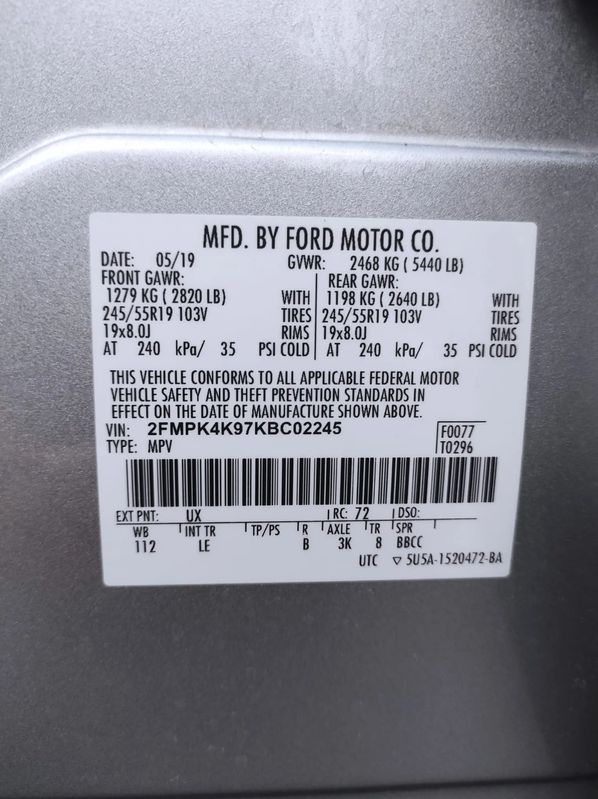 MFD. BY FORD MOTOR CO.
DATE: 05/19 GVWR: 2468 KG ( 5440 LB)
FRONT GAWR: REAR GAWR:
1279 KG ( 2820 LB) WITH 1198 KG ( 2640 LB) WITH
245/55R19 103V TIRES 245/55R19 103V TIRES
19x8.0J RIMS 19x8.0J RIMS
AT 240 kPa/ 35 PSI COLD AT 240 kPa/ 35 PSI COLD
THIS VEHICLE CONFORMS TO ALL APPLICABLE FEDERAL MOTOR
VEHICLE SAFETY AND THEFT PREVENTION STANDARDS IN
EFFECT ON THE DATE OF MANUFACTURE SHOWN ABOVE.
VIN: 2FMPK4K97KBC02245 F0077
TYPE: MPV T0296
EXT PNT: UX RC: 72 DSO:
WB INT TR TP/PS R AXLE TR SPR
112 LE B 3K 8 BBCC
UTC ▽ 5U5A-1520472-BA